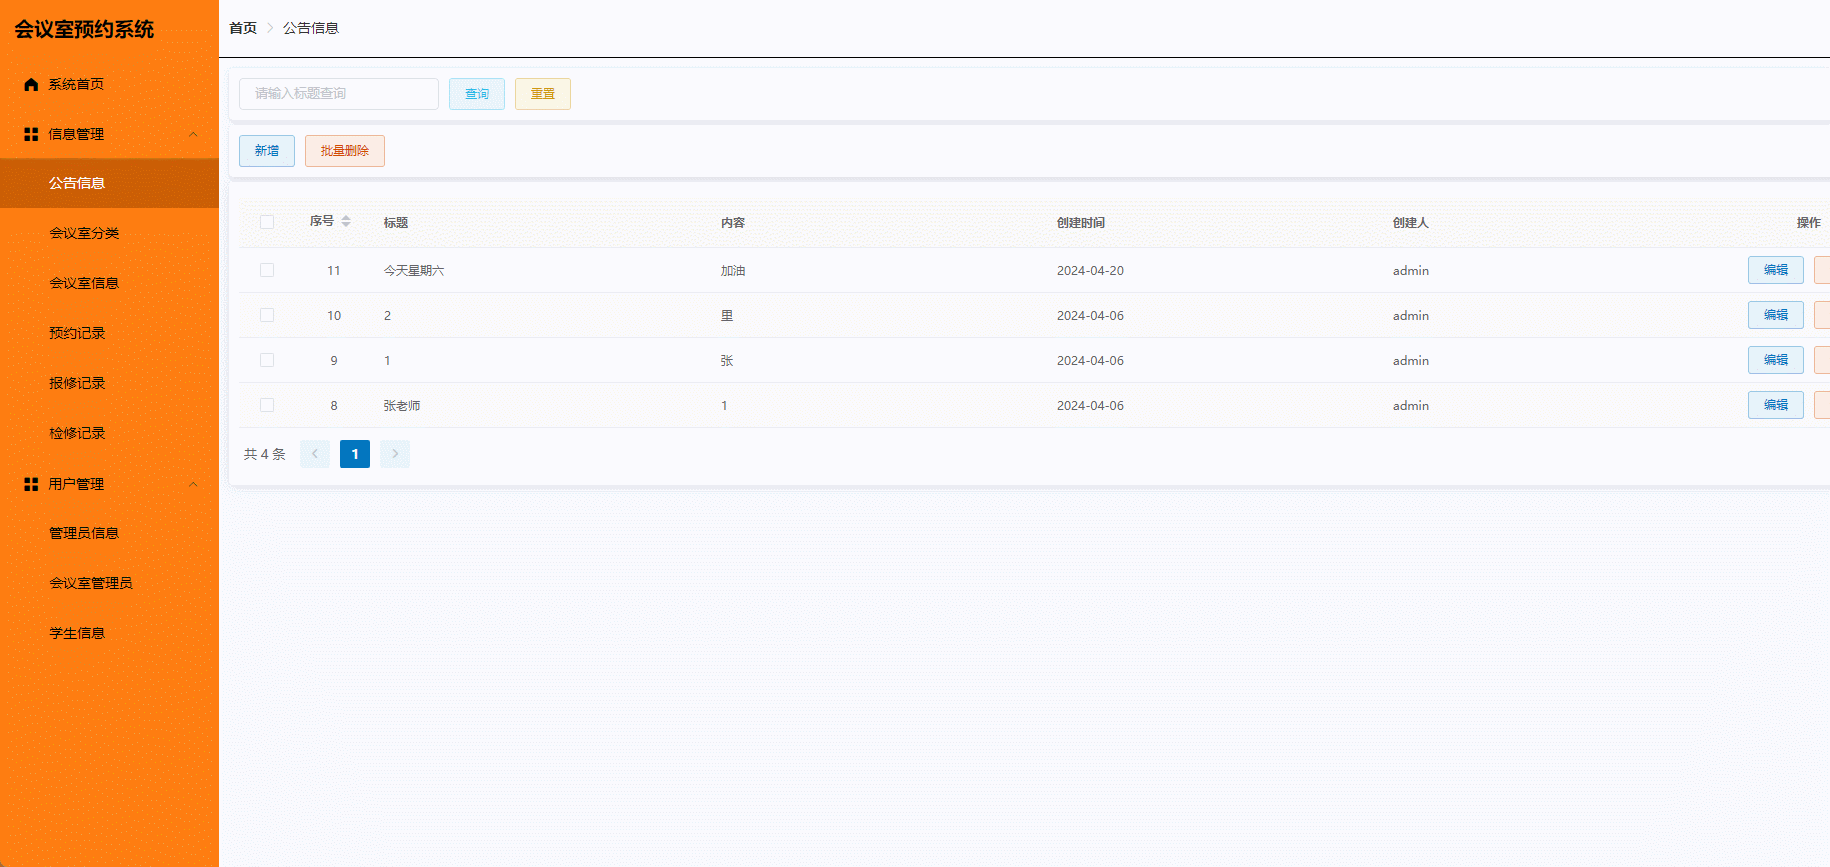 会议室预约系统
首页 公告信息
系统首页
信息管理
公告信息
会议室分类
会议室信息
预约记录
报修记录
检修记录
用户管理
管理员信息
会议室管理员
学生信息
请输入标题查询 查询 重置
新增 批量删除
序号 标题 内容 创建时间 创建人 操作
11 今天星期六 加油 2024-04-20 admin 编辑
10 2 里 2024-04-06 admin 编辑
9 1 张 2024-04-06 admin 编辑
8 张老师 1 2024-04-06 admin 编辑
共 4 条 1